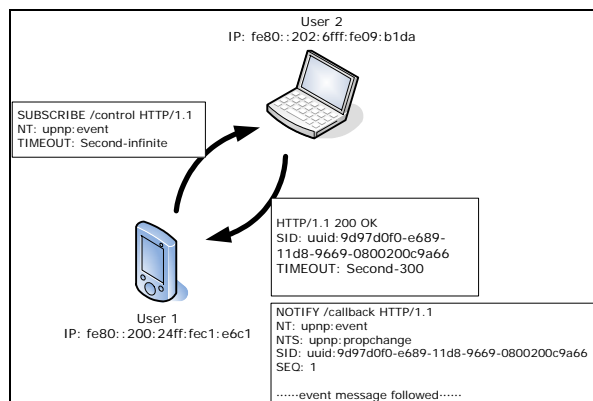 User 2
IP: fe80::202:6fff:fe09:b1da
SUBSCRIBE /control HTTP/1.1
NT: upnp:event
TIMEOUT: Second-infinite
HTTP/1.1 200 OK
SID: uuid:9d97d0f0-e689-
11d8-9669-0800200c9a66
TIMEOUT: Second-300
User 1
IP: fe80::200:24ff:fec1:e6c1
NOTIFY /callback HTTP/1.1
NT: upnp:event
NTS: upnp:propchange
SID: uuid:9d97d0f0-e689-11d8-9669-0800200c9a66
SEQ: 1
······event message followed······